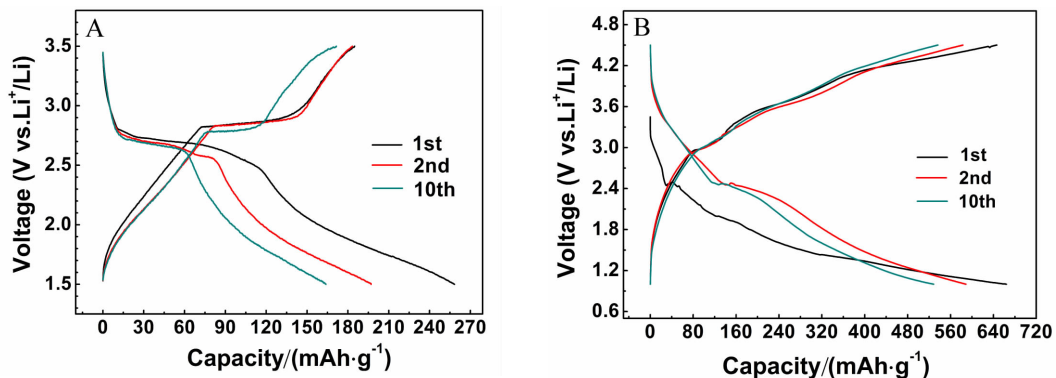 A
3.5
3.0
2.5
2.0
1.5
Voltage (V vs.Li⁺/Li)
1st
2nd
10th
0 30 60 90 120 150 180 210 240 270
Capacity/(mAh·g⁻¹)
B
4.8
4.2
3.6
3.0
2.4
1.8
1.2
0.6
Voltage (V vs.Li⁺/Li)
1st
2nd
10th
0 80 160 240 320 400 480 560 640 720
Capacity/(mAh·g⁻¹)